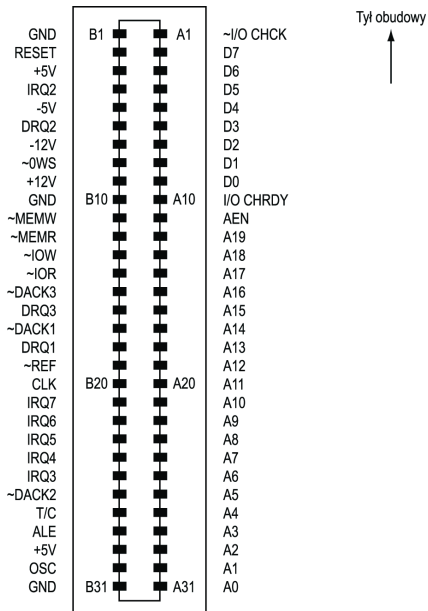 Tył obudowy
GND B1 A1 ~I/O CHCK
RESET D7
+5V D6
IRQ2 D5
-5V D4
DRQ2 D3
-12V D2
~0WS D1
+12V D0
GND B10 A10 I/O CHRDY
~MEMW AEN
~MEMR A19
~IOW A18
~IOR A17
~DACK3 A16
DRQ3 A15
~DACK1 A14
DRQ1 A13
~REF A12
CLK B20 A20 A11
IRQ7 A10
IRQ6 A9
IRQ5 A8
IRQ4 A7
IRQ3 A6
~DACK2 A5
T/C A4
ALE A3
+5V A2
OSC A1
GND B31 A31 A0